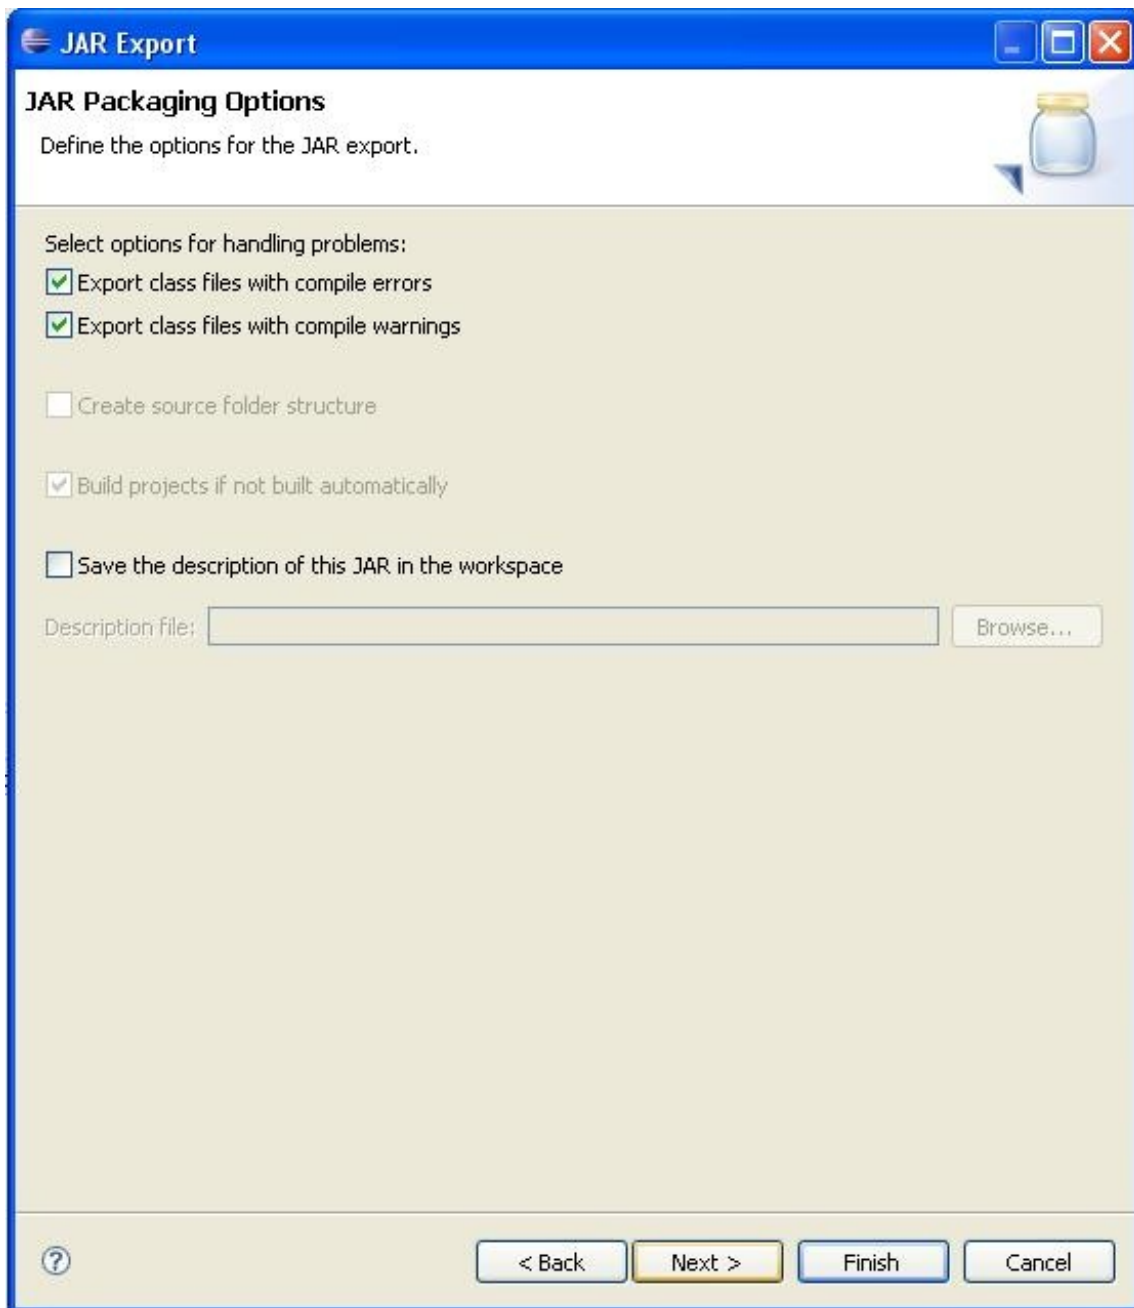 JAR Export
JAR Packaging Options
Define the options for the JAR export.
Select options for handling problems:
Export class files with compile errors
Export class files with compile warnings
Create source folder structure
Build projects if not built automatically
Save the description of this JAR in the workspace
Description file: Browse...
? < Back Next > Finish Cancel